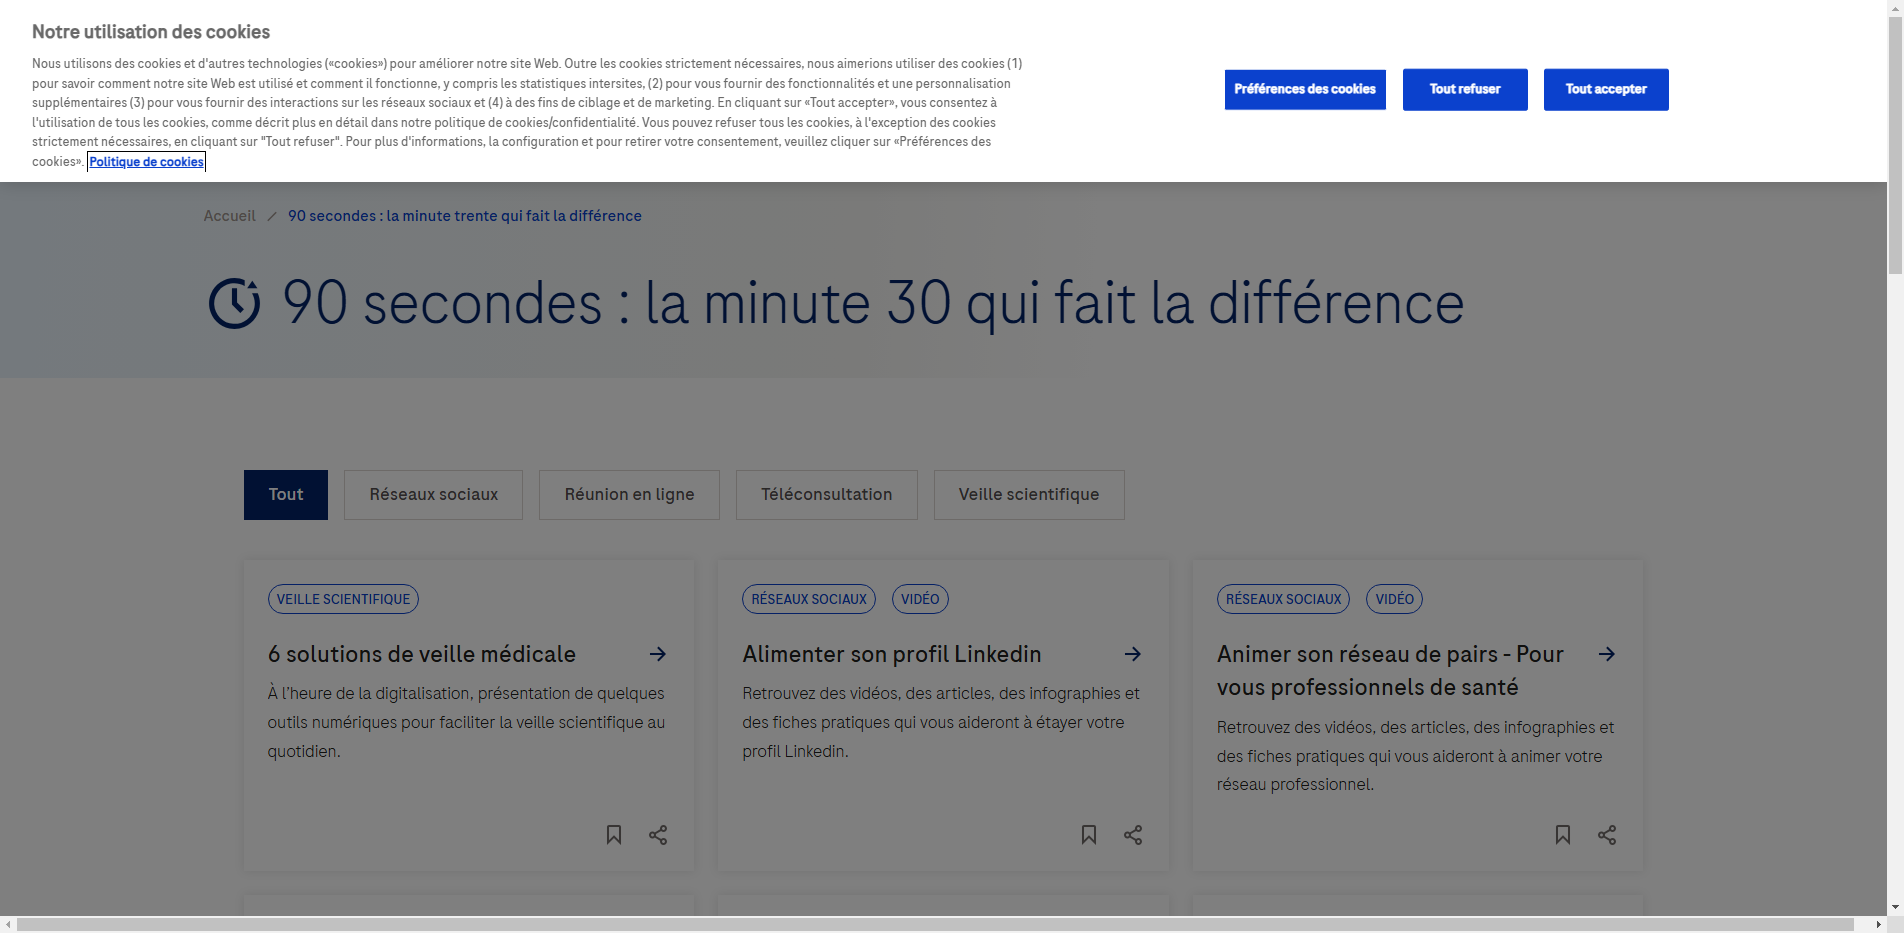 Notre utilisation des cookies
Nous utilisons des cookies et d'autres technologies («cookies») pour améliorer notre site Web. Outre les cookies strictement nécessaires, nous aimerions utiliser des cookies (1)
pour savoir comment notre site Web est utilisé et comment il fonctionne, y compris les statistiques intersites, (2) pour vous fournir des fonctionnalités et une personnalisation
supplémentaires (3) pour vous fournir des interactions sur les réseaux sociaux et (4) à des fins de ciblage et de marketing. En cliquant sur «Tout accepter», vous consentez à
l'utilisation de tous les cookies, comme décrit plus en détail dans notre politique de cookies/confidentialité. Vous pouvez refuser tous les cookies, à l'exception des cookies
strictement nécessaires, en cliquant sur "Tout refuser". Pour plus d'informations, la configuration et pour retirer votre consentement, veuillez cliquer sur «Préférences des
cookies». Politique de cookies
Préférences des cookies
Tout refuser
Tout accepter
Accueil / 90 secondes : la minute trente qui fait la différence
90 secondes : la minute 30 qui fait la différence
Tout
Réseaux sociaux
Réunion en ligne
Téléconsultation
Veille scientifique
VEILLE SCIENTIFIQUE
6 solutions de veille médicale
À l'heure de la digitalisation, présentation de quelques
outils numériques pour faciliter la veille scientifique au
quotidien.
RÉSEAUX SOCIAUX
VIDÉO
Alimenter son profil Linkedin
Retrouvez des vidéos, des articles, des infographies et
des fiches pratiques qui vous aideront à étayer votre
profil Linkedin.
RÉSEAUX SOCIAUX
VIDÉO
Animer son réseau de pairs - Pour
vous professionnels de santé
Retrouvez des vidéos, des articles, des infographies et
des fiches pratiques qui vous aideront à animer votre
réseau professionnel.